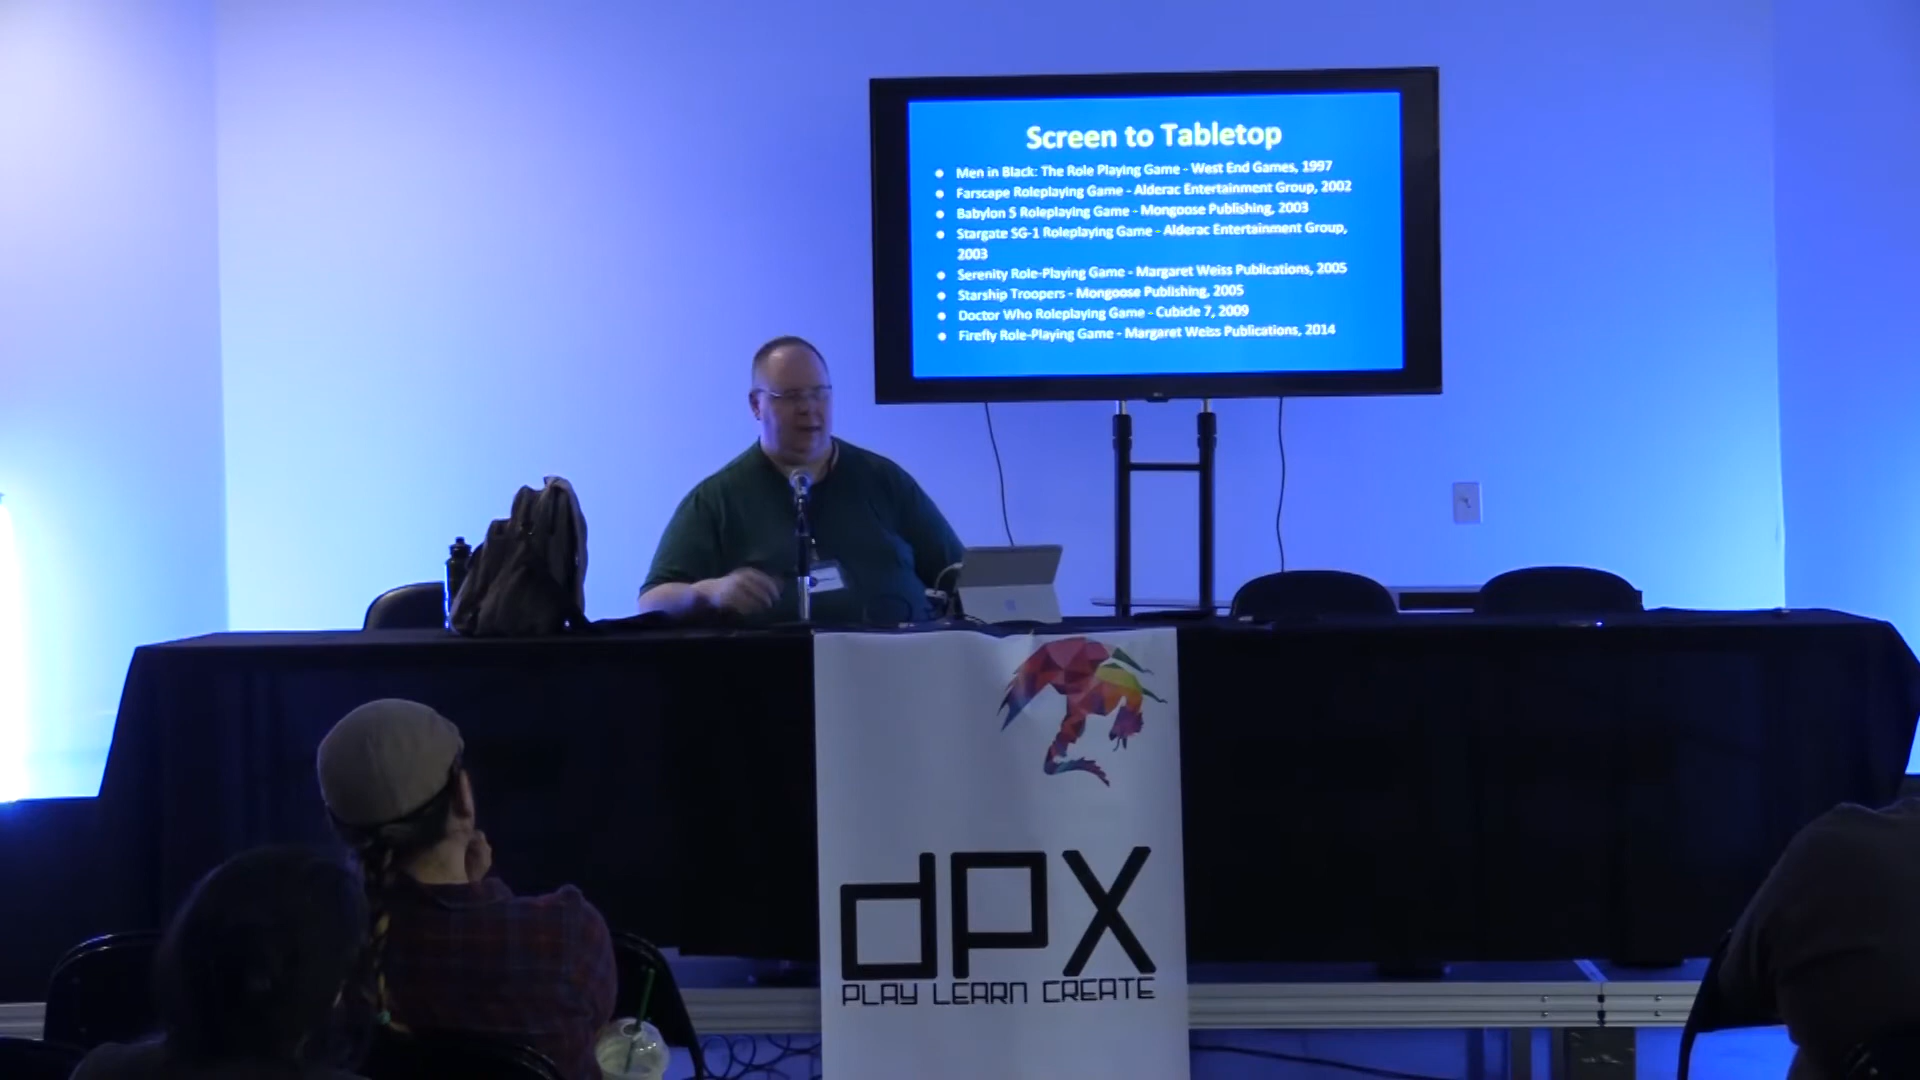 Screen to Tabletop
● Men in Black: The Role Playing Game - West End Games, 1997
● Farscape Roleplaying Game - Alderac Entertainment Group, 2002
● Babylon 5 Roleplaying Game - Mongoose Publishing, 2003
● Stargate SG-1 Roleplaying Game - Alderac Entertainment Group,
2003
● Serenity Role-Playing Game - Margaret Weiss Publications, 2005
● Starship Troopers - Mongoose Publishing, 2005
● Doctor Who Roleplaying Game - Cubicle 7, 2009
● Firefly Role-Playing Game - Margaret Weiss Publications, 2014
dPX
PLAY LEARN CREATE